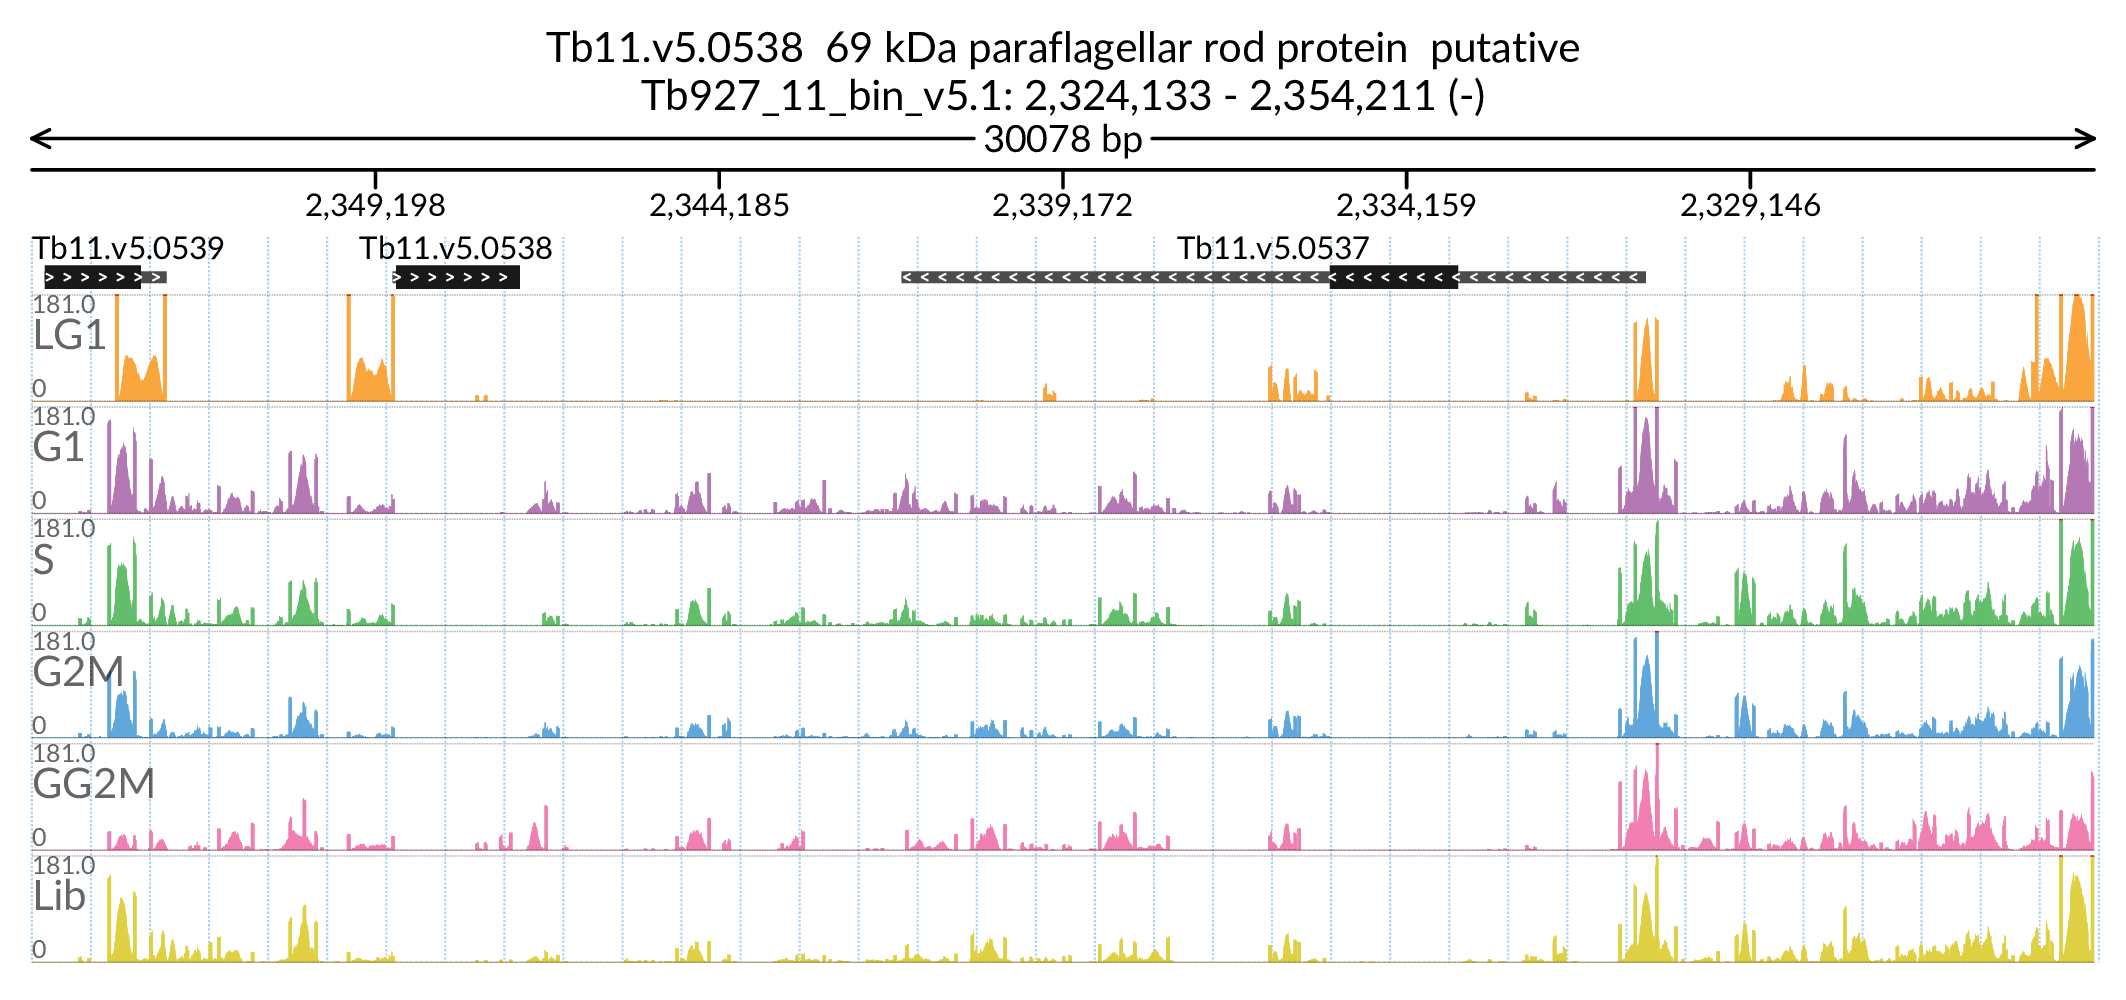 Tb11.v5.0538  69 kDa paraflagellar rod protein  putative
Tb927_11_bin_v5.1: 2,324,133 - 2,354,211 (-)
30078 bp
2,349,198 2,344,185 2,339,172 2,334,159 2,329,146
Tb11.v5.0539 Tb11.v5.0538 Tb11.v5.0537
181.0
LG1
0
181.0
G1
0
181.0
S
0
181.0
G2M
0
181.0
GG2M
0
181.0
Lib
0